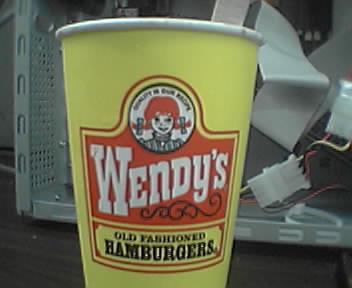 QUALITY IS OUR RECIPE
WENDY'S
OLD FASHIONED
HAMBURGERS